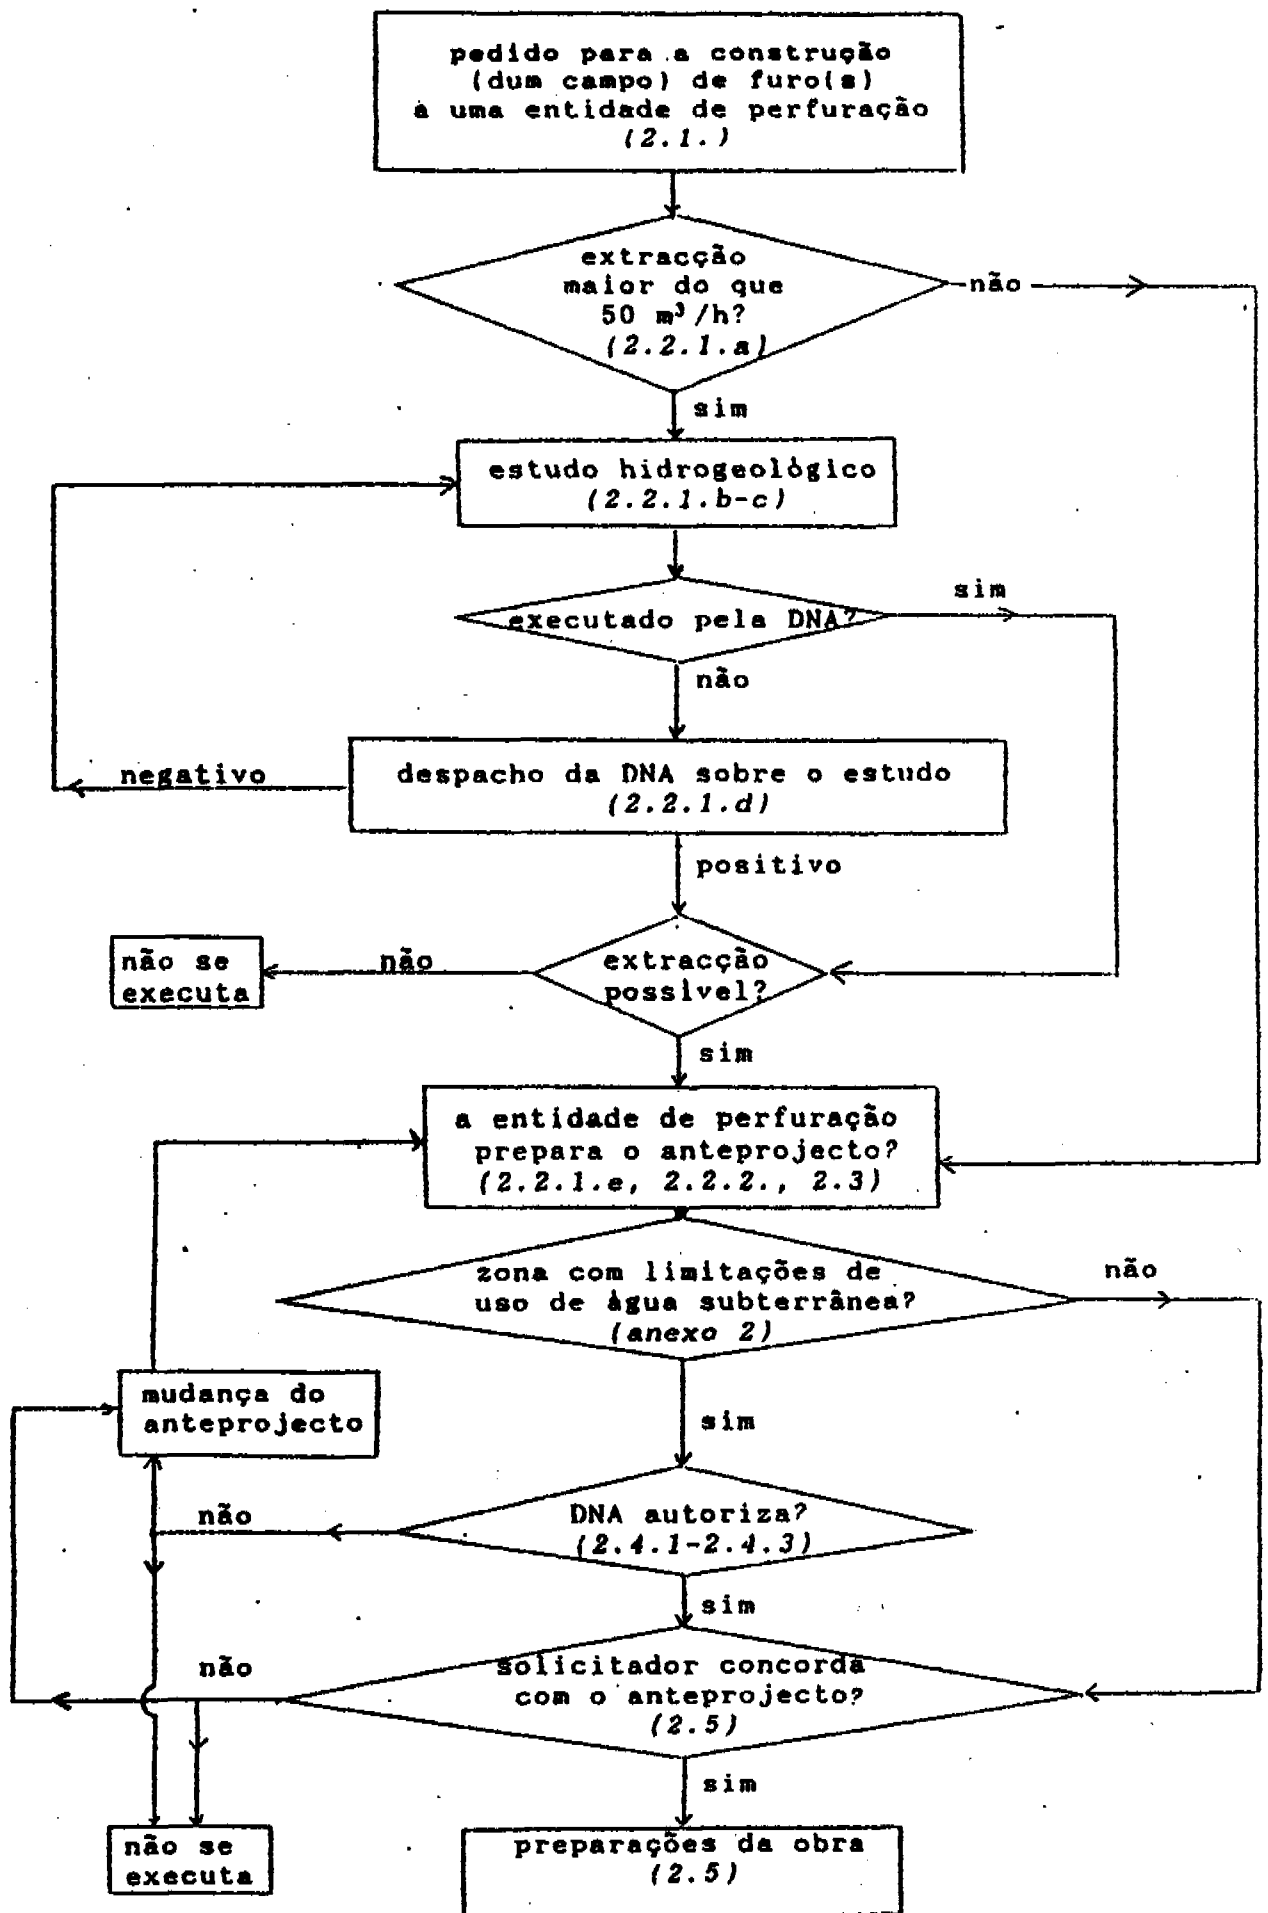 pedido para a construção
(dum campo) de furo(s)
à uma entidade de perfuração
(2.1.)
extracção
maior do que
50 m³/h?
(2.2.1.a)
não
sim
estudo hidrogeològico
(2.2.1.b-c)
sim
executado pela DNA?
não
despacho da DNA sobre o estudo
(2.2.1.d)
negativo
positivo
não se
executa
não
extracção
possivel?
sim
a entidade de perfuração
prepara o anteprojecto?
(2.2.1.e, 2.2.2., 2.3)
zona com limitações de
uso de àgua subterrânea?
(anexo 2)
não
mudança do
anteprojecto
sim
não
DNA autoriza?
(2.4.1-2.4.3)
sim
não
solicitador concorda
com o anteprojecto?
(2.5)
sim
não se
executa
preparações da obra
(2.5)